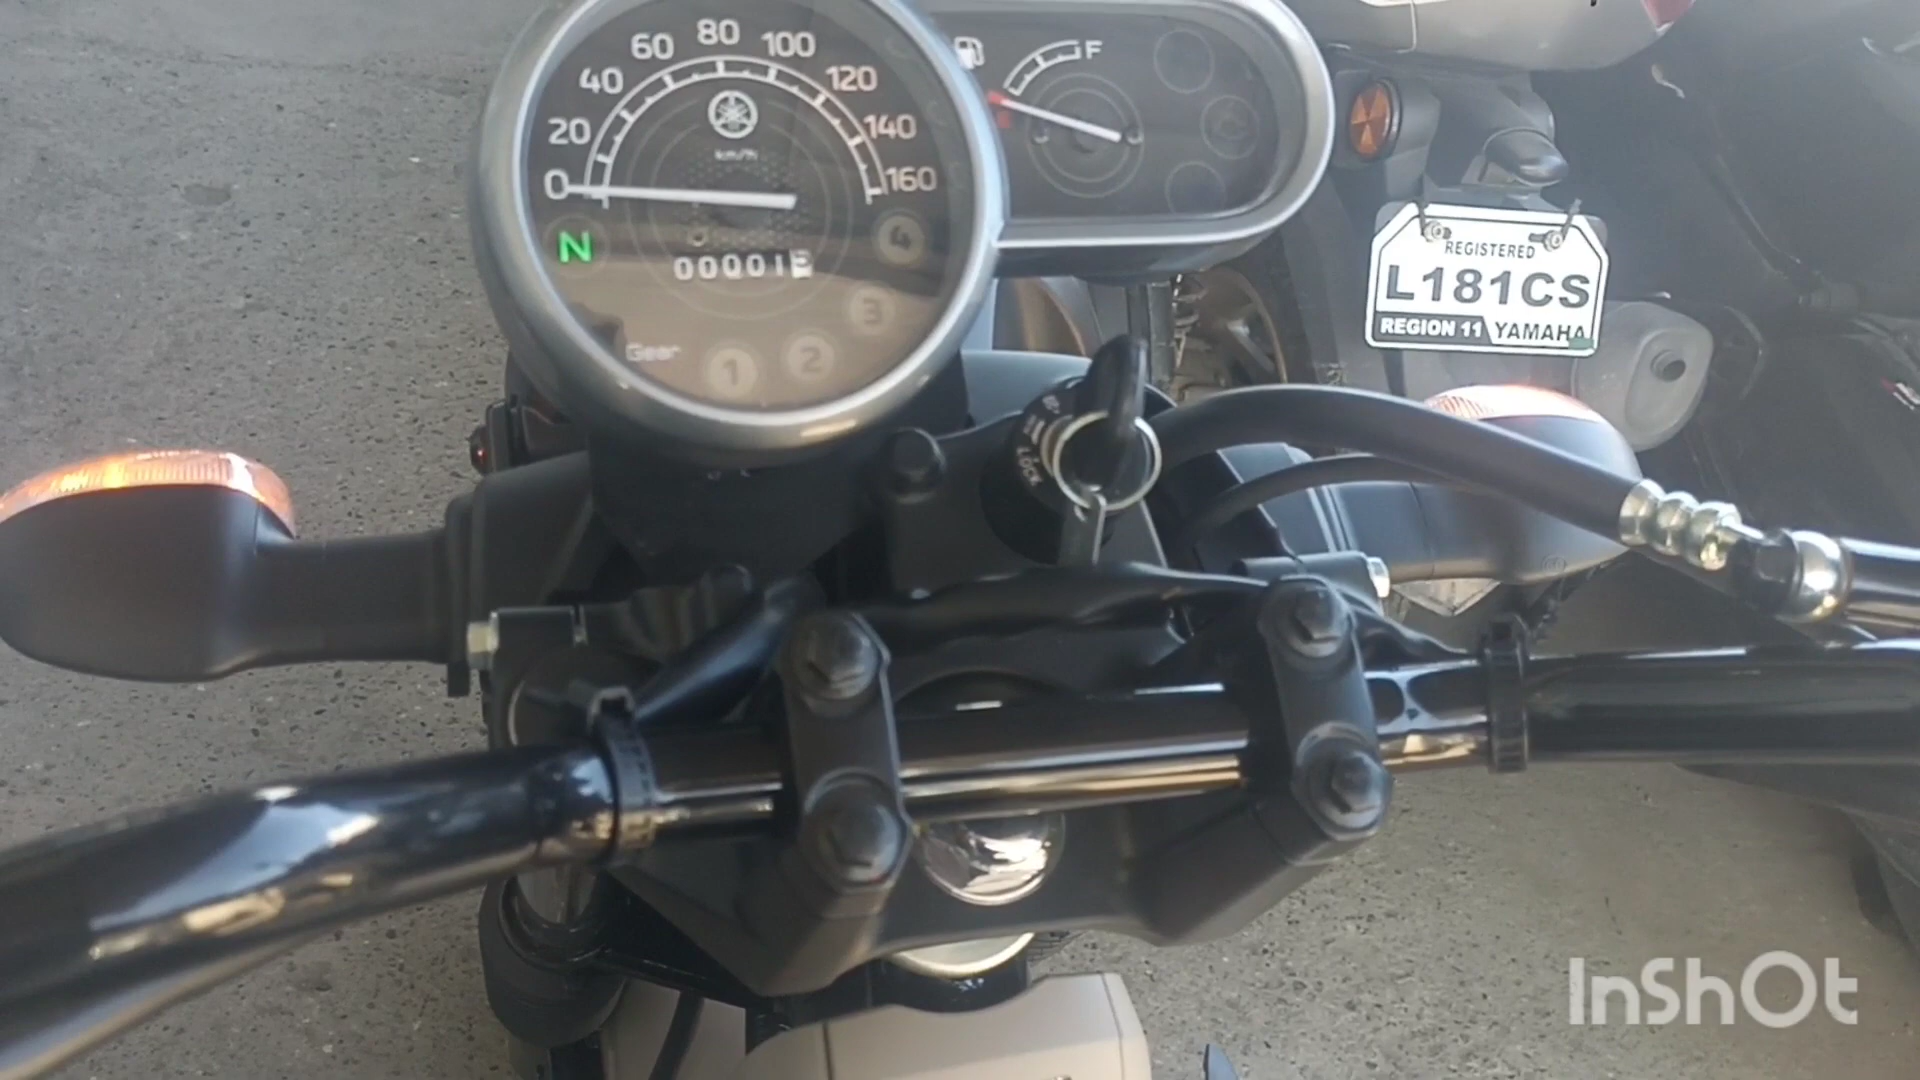 0
20
40
60
80
100
120
140
160
km/h
N
000012
Gear
1
2
3
4
F
LOCK
REGISTERED
L181CS
REGION 11 YAMAHA
InShOt